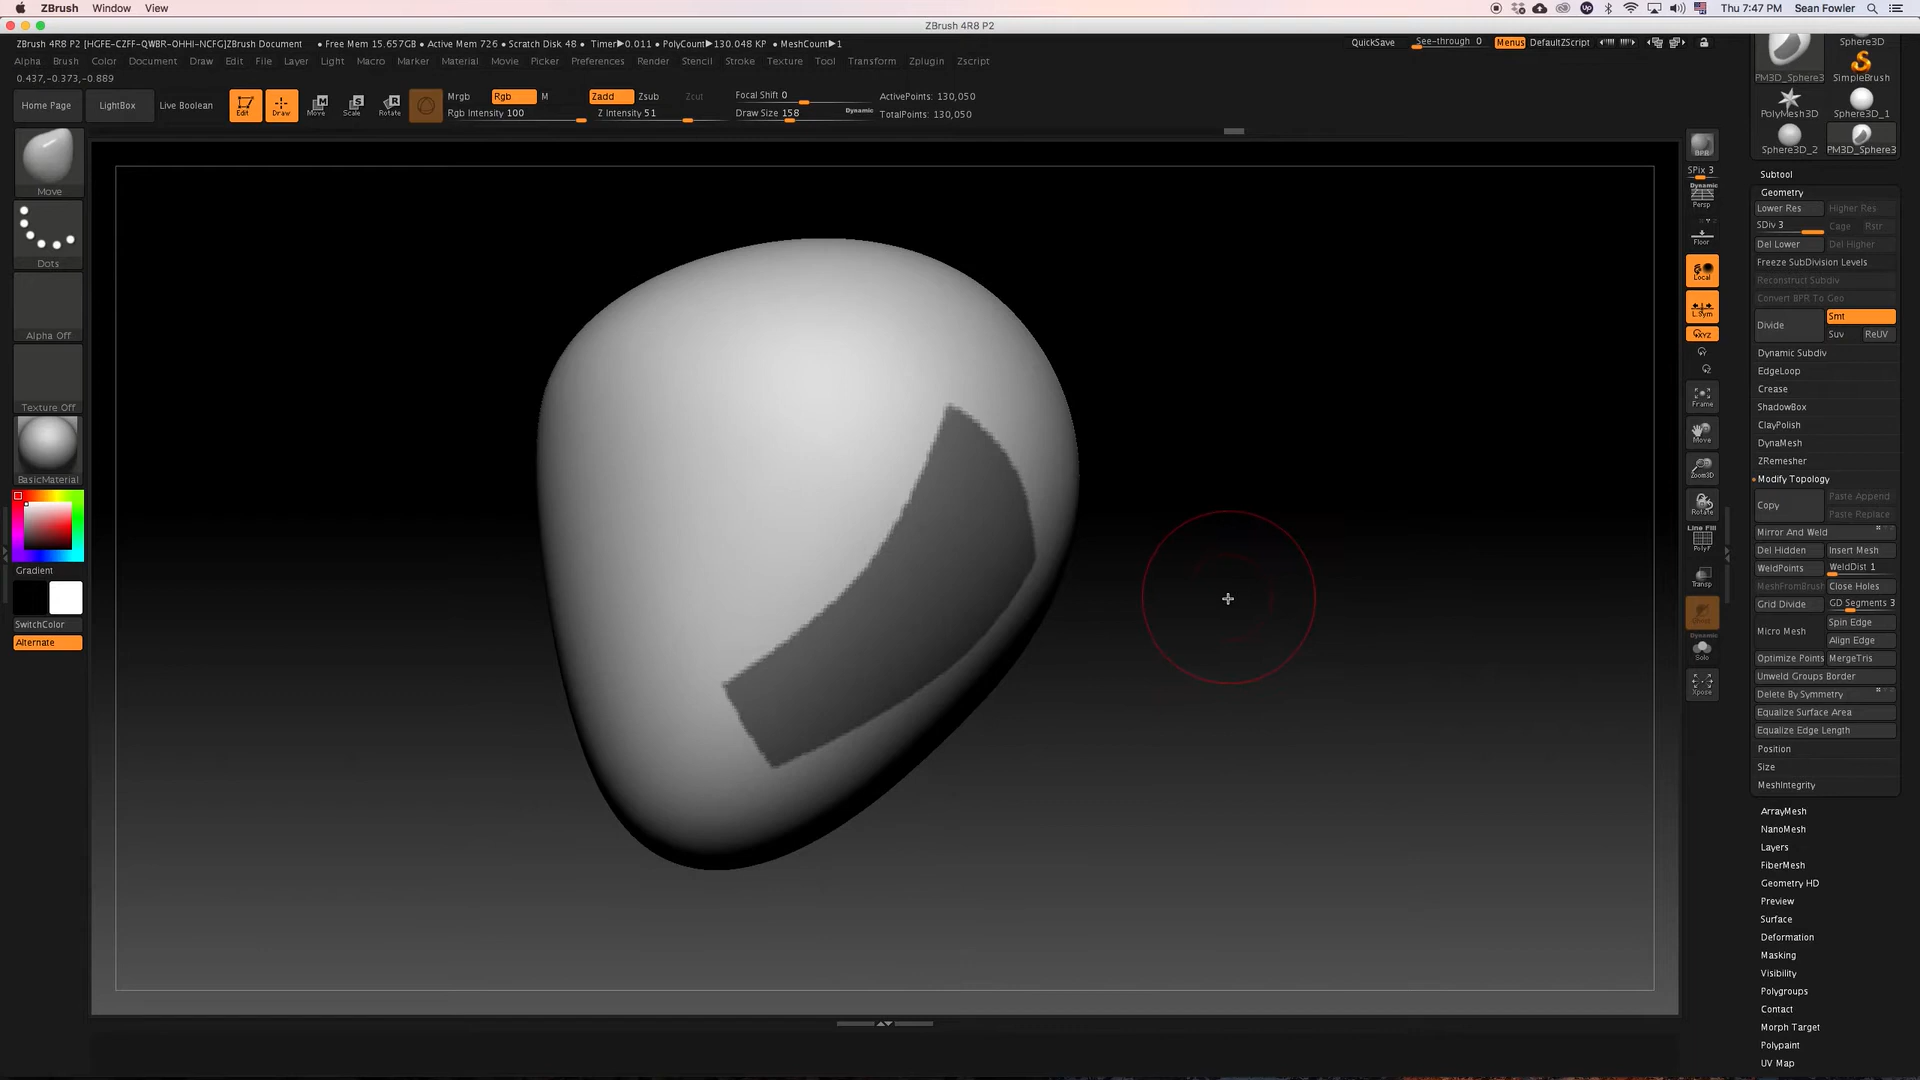 ZBrush Window View Thu 7:47 PM Sean Fowler
ZBrush 4R8 P2
ZBrush 4R8 P2 [HGFE-CZFF-QWBR-OHHI-NCFG]ZBrush Document • Free Mem 15.657GB • Active Mem 726 • Scratch Disk 48 • Timer▶0.011 • PolyCount▶130.048 KP • MeshCount▶1 QuickSave See-through 0 Menus DefaultZScript
Alpha Brush Color Document Draw Edit File Layer Light Macro Marker Material Movie Picker Preferences Render Stencil Stroke Texture Tool Transform Zplugin Zscript
0.437,-0.373,-0.889
Home Page LightBox Live Boolean Edit Draw Move Scale Rotate
Mrgb Rgb M Zadd Zsub Zcut Focal Shift 0 ActivePoints: 130,050
Rgb Intensity 100 Z Intensity 51 Draw Size 158 Dynamic TotalPoints: 130,050
Move
Dots
Alpha Off
Texture Off
BasicMaterial
Gradient
SwitchColor
Alternate
BPR
SPix 3
Dynamic
Persp
Floor
Local
L.Sym
XYZ
Frame
Move
Zoom3D
Rotate
Line Fill
PolyF
Transp
Dynamic
Solo
Xpose
PM3D_Sphere3 Sphere3D
SimpleBrush
PolyMesh3D Sphere3D_1
Sphere3D_2 PM3D_Sphere3
Subtool
Geometry
Lower Res Higher Res
SDiv 3 Cage Rstr
Del Lower Del Higher
Freeze SubDivision Levels
Reconstruct Subdiv
Convert BPR To Geo
Divide Smt
Suv ReUV
Dynamic Subdiv
EdgeLoop
Crease
ShadowBox
ClayPolish
DynaMesh
ZRemesher
Modify Topology
Copy Paste Append
Paste Replace
Mirror And Weld
Del Hidden Insert Mesh
WeldPoints WeldDist 1
MeshFromBrush Close Holes
Grid Divide GD Segments 3
Micro Mesh Spin Edge
Align Edge
Optimize Points MergeTris
Unweld Groups Border
Delete By Symmetry
Equalize Surface Area
Equalize Edge Length
Position
Size
MeshIntegrity
ArrayMesh
NanoMesh
Layers
FiberMesh
Geometry HD
Preview
Surface
Deformation
Masking
Visibility
Polygroups
Contact
Morph Target
Polypaint
UV Map